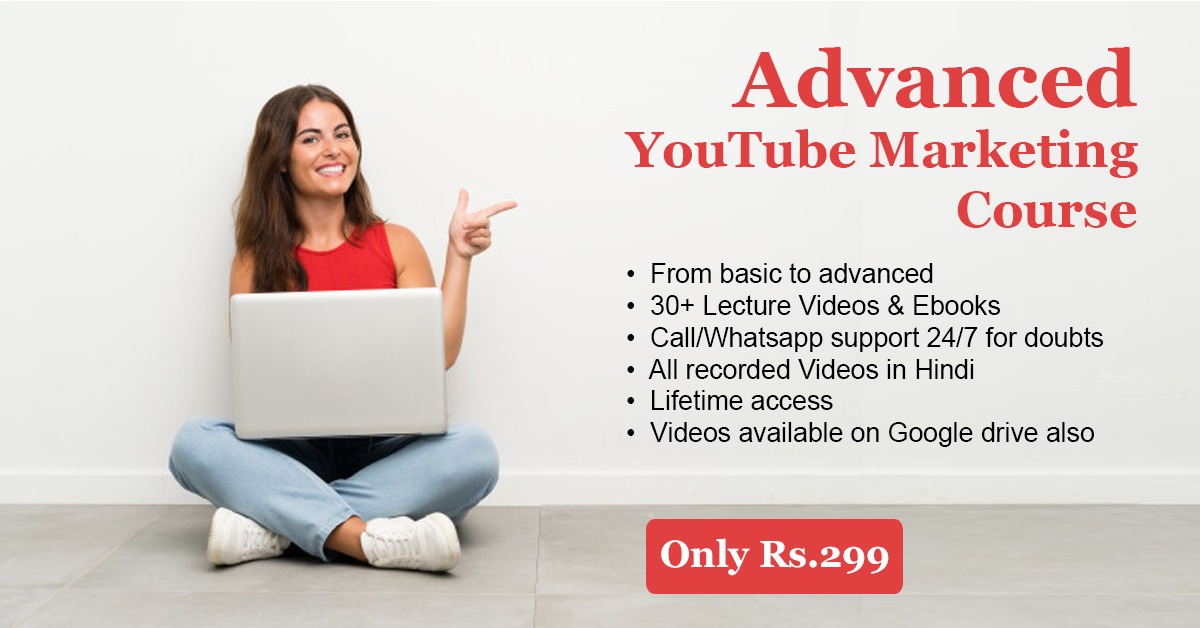 Advanced
YouTube Marketing
Course
• From basic to advanced
• 30+ Lecture Videos & Ebooks
• Call/Whatsapp support 24/7 for doubts
• All recorded Videos in Hindi
• Lifetime access
• Videos available on Google drive also
Only Rs.299